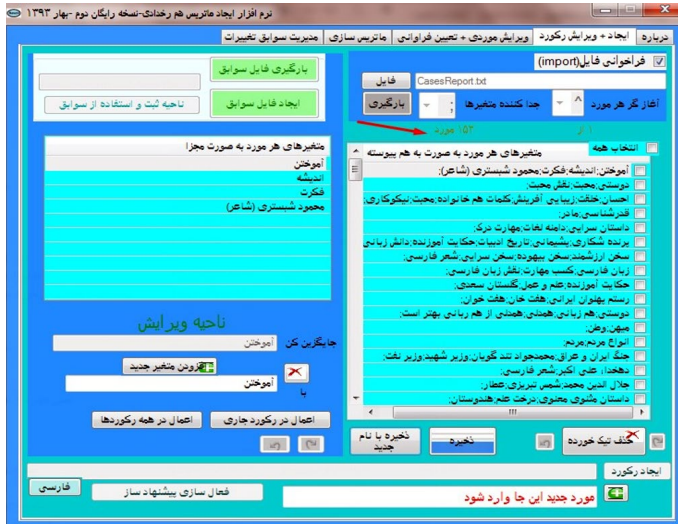 نرم افزار ایجاد ماتریس هم رخدادی-نسخه رایگان دوم -بهار ۱۳۹۳
درباره
ایجاد + ویرایش رکورد
ویرایش موردی + تعیین فراوانی
ماتریس سازی
مدیریت سوابق تغییرات
فراخوانی فایل(import)
CasesReport.txt
فایل
آغاز گر هر مورد
^
جدا کننده متغیرها
;
بارگیری
۱ از
۱۵۳ مورد
انتخاب همه
متغیرهای هر مورد به صورت به هم پیوسته
آموختن;اندیشه;فکرت;محمود شبستری (شاعر);
دوستی;محبت;نقش محبت;
احسان;خلقت;زیبایی آفرینش;کلمات هم خانواده;محبت;نیکوکاری;
قدرشناسی;مادر;
داستان سرایی;دامنه لغات;مهارت درک;
پرنده شکاری;پشیمانی;تاریخ ادبیات;حکایت آموزنده;دانش زبانی
سخن ارزشمند;سخن بیهوده;سخن سرایی;شعر فارسی;
زبان فارسی;کسب مهارت;نقش زبان فارسی;
حکایت آموزنده;علم و عمل;گلستان سعدی;
رستم پهلوان ایرانی;هفت خان;هفت خوان;
دوستی;هم زبانی;همدلی;همدلی از هم زبانی بهتر است;
میهن;وطن;
انواع مردم;مردم;
جنگ ایران و عراق;محمدجواد تند گویان;وزیر شهید;وزیر نفت;
دهخدا، علی اکبر;شعر فارسی;
جلال الدین محمد;شمس تبریزی;عطار;
داستان مثنوی معنوی;درخت علم;هندوستان;
حذف تیک خورده
ذخیره
ذخیره با نام جدید
بارگیری فایل سوابق
ایجاد فایل سوابق
ناحیه ثبت و استفاده از سوابق
متغیرهای هر مورد به صورت مجزا
آموختن
اندیشه
فکرت
محمود شبستری (شاعر)
ناحیه ویرایش
جایگزین کن
آموختن
افزودن متغیر جدید
با
آموختن
اعمال در رکورد جاری
اعمال در همه رکوردها
ایجاد رکورد
مورد جدید این جا وارد شود
فعال سازی پیشنهاد ساز
فارسی